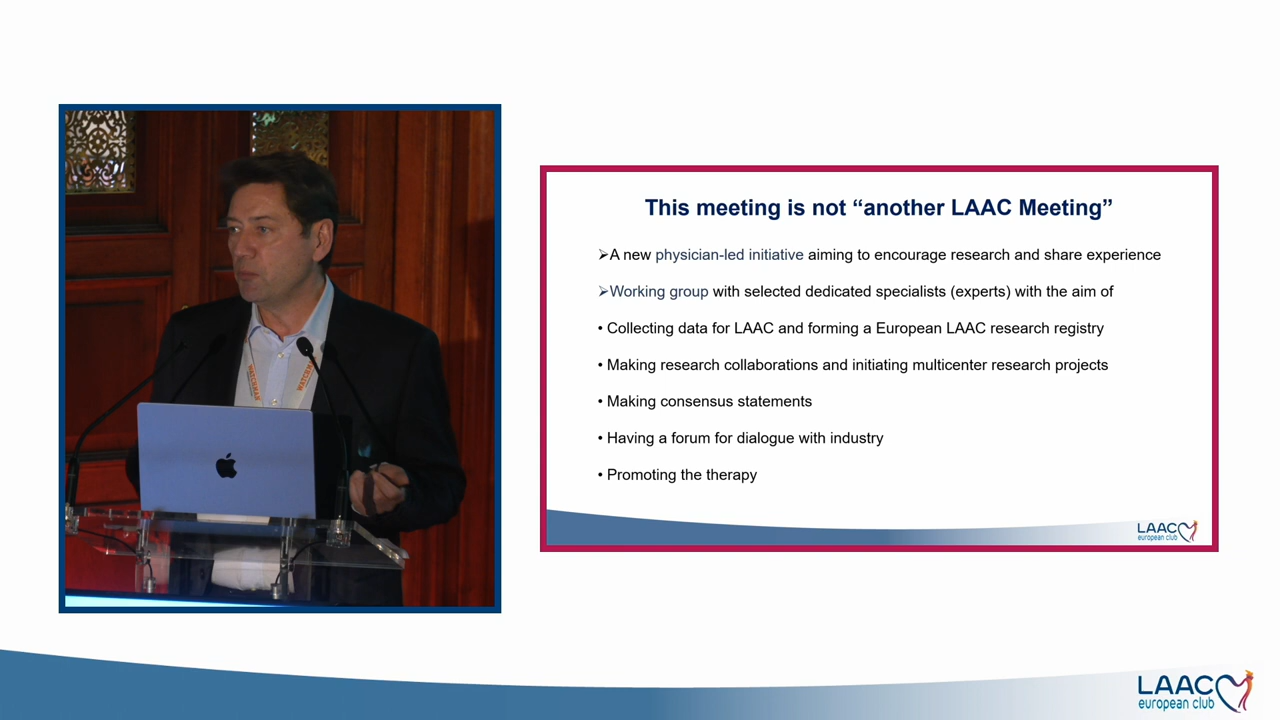 This meeting is not “another LAAC Meeting”
➢A new physician-led initiative aiming to encourage research and share experience
➢Working group with selected dedicated specialists (experts) with the aim of
• Collecting data for LAAC and forming a European LAAC research registry
• Making research collaborations and initiating multicenter research projects
• Making consensus statements
• Having a forum for dialogue with industry
• Promoting the therapy
LAAC
european club
WATCHMAN
LAAC
european club